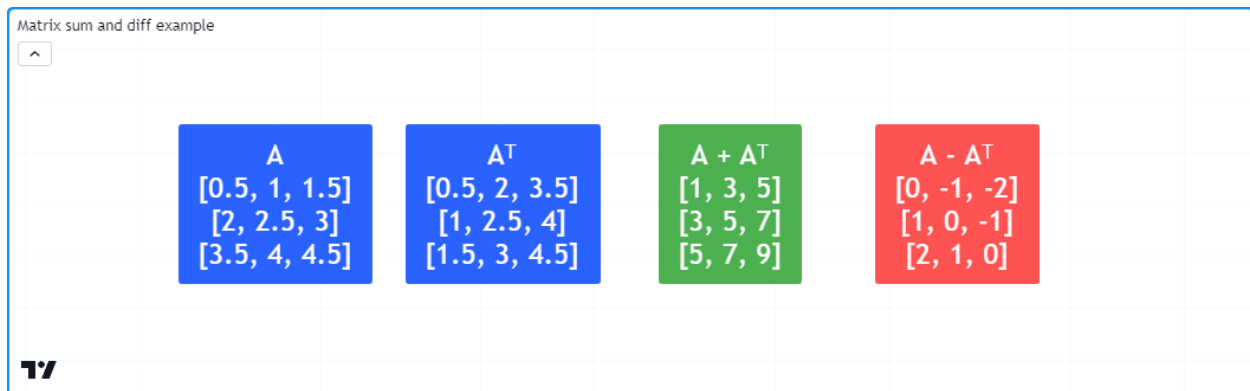 Matrix sum and diff example
A
[0.5, 1, 1.5]
[2, 2.5, 3]
[3.5, 4, 4.5]
Aᵀ
[0.5, 2, 3.5]
[1, 2.5, 4]
[1.5, 3, 4.5]
A + Aᵀ
[1, 3, 5]
[3, 5, 7]
[5, 7, 9]
A - Aᵀ
[0, -1, -2]
[1, 0, -1]
[2, 1, 0]